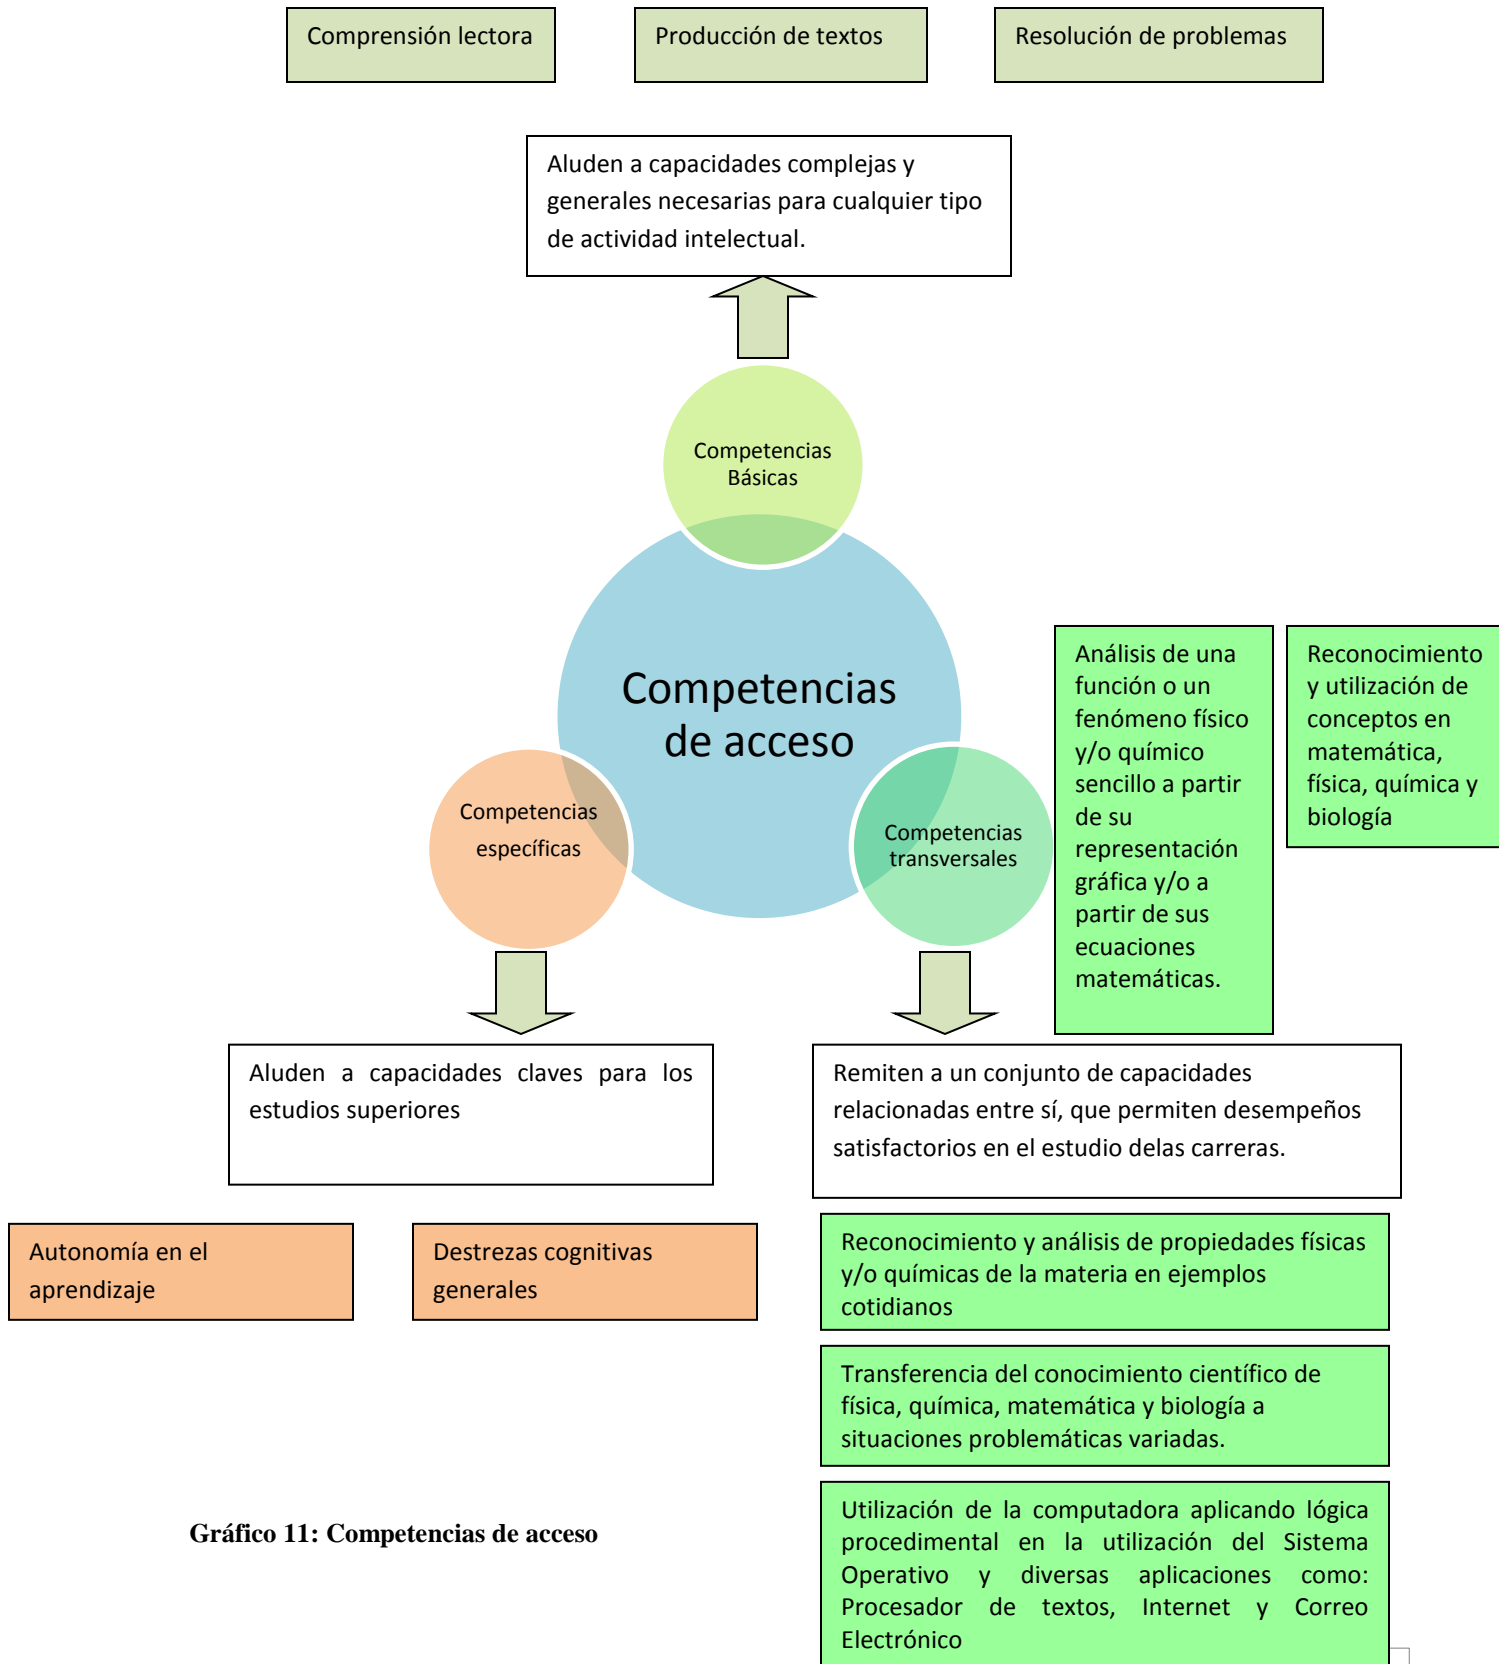 Comprensión lectora
Producción de textos
Resolución de problemas
Aluden a capacidades complejas y
generales necesarias para cualquier tipo
de actividad intelectual.
Competencias
Básicas
Competencias
de acceso
Análisis de una
función o un
fenómeno físico
y/o químico
sencillo a partir
de su
representación
gráfica y/o a
partir de sus
ecuaciones
matemáticas.
Reconocimiento
y utilización de
conceptos en
matemática,
física, química y
biología
Competencias
específicas
Competencias
transversales
Aluden a capacidades claves para los
estudios superiores
Remiten a un conjunto de capacidades
relacionadas entre sí, que permiten desempeños
satisfactorios en el estudio delas carreras.
Autonomía en el
aprendizaje
Destrezas cognitivas
generales
Reconocimiento y análisis de propiedades físicas
y/o químicas de la materia en ejemplos
cotidianos
Transferencia del conocimiento científico de
física, química, matemática y biología a
situaciones problemáticas variadas.
Utilización de la computadora aplicando lógica
procedimental en la utilización del Sistema
Operativo y diversas aplicaciones como:
Procesador de textos, Internet y Correo
Electrónico
Gráfico 11: Competencias de acceso